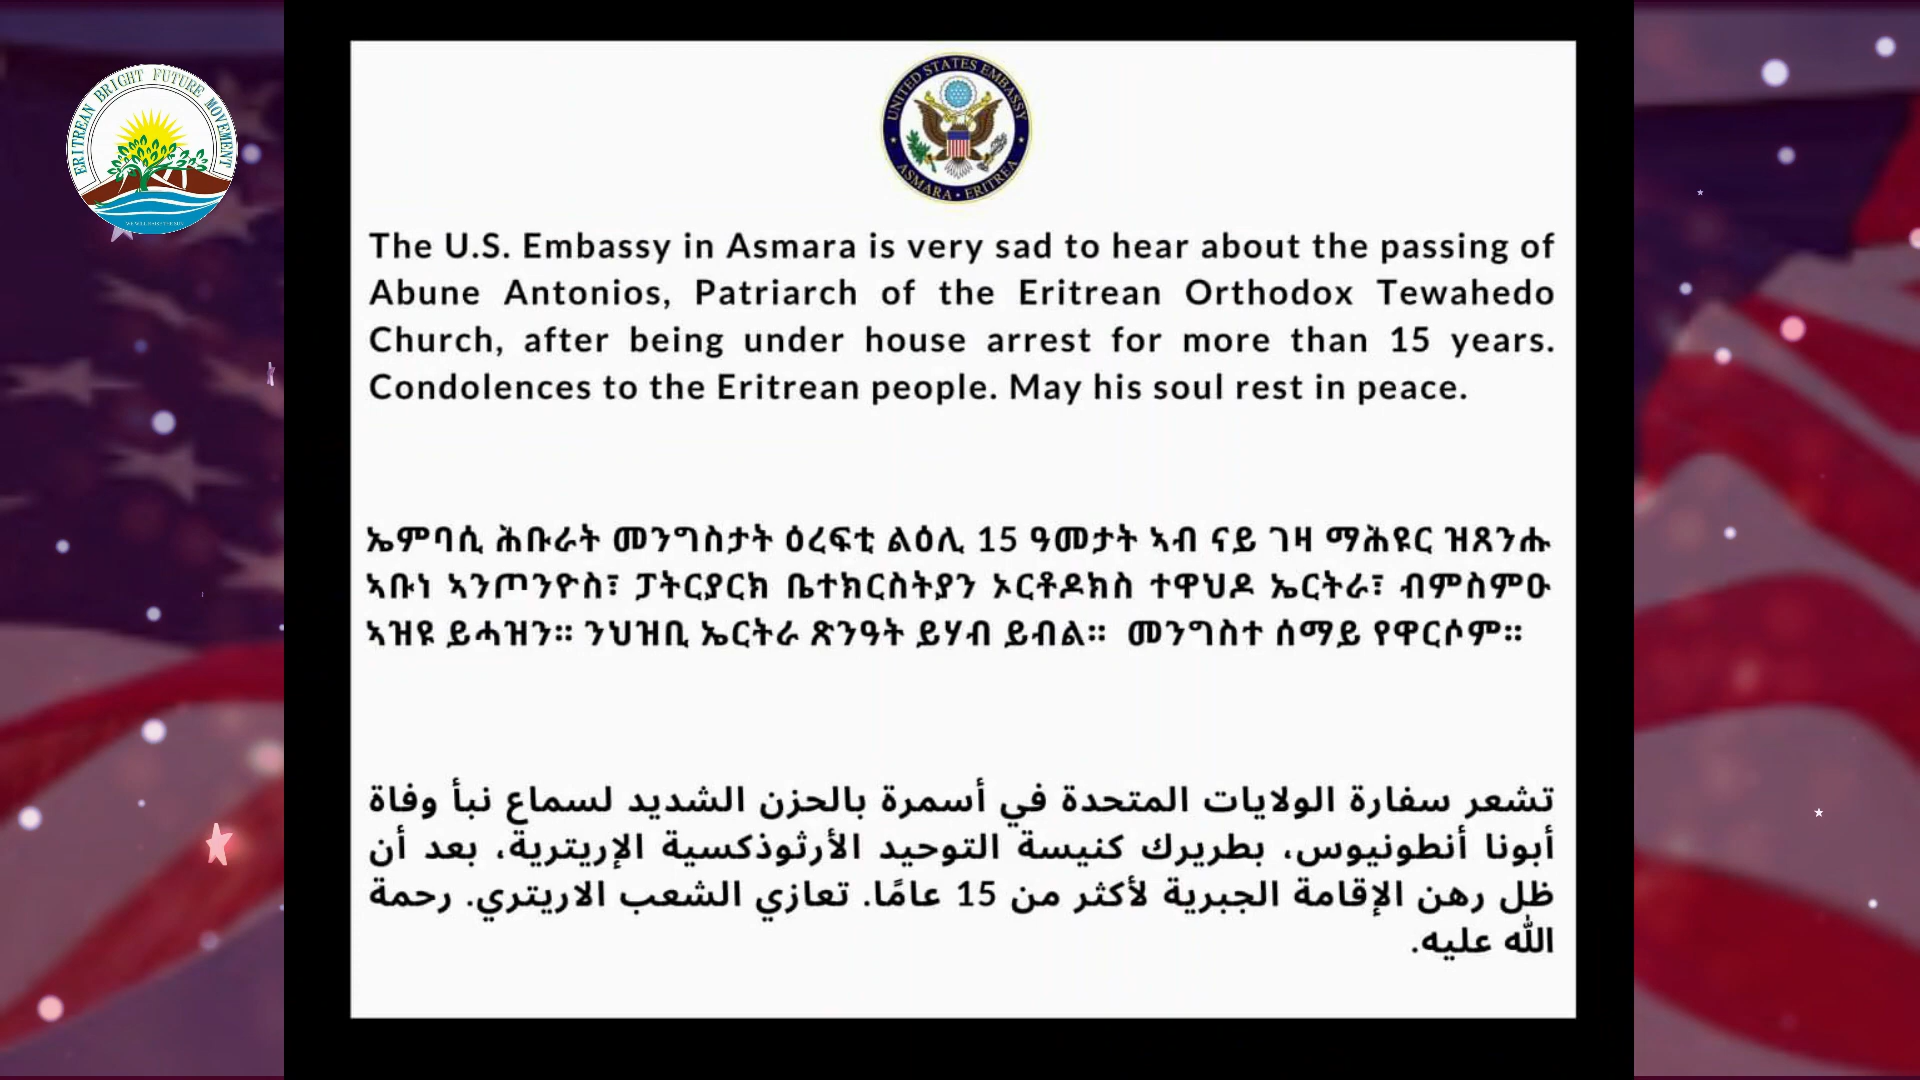 ERITREAN BRIGHT FUTURE MOVEMENT
UNITED STATES EMBASSY
ASMARA • ERITREA
The U.S. Embassy in Asmara is very sad to hear about the passing of
Abune Antonios, Patriarch of the Eritrean Orthodox Tewahedo
Church, after being under house arrest for more than 15 years.
Condolences to the Eritrean people. May his soul rest in peace.
ኤምባሲ ሕቡራት መንግስታት ዕረፍቲ ልዕሊ 15 ዓመታት ኣብ ናይ ገዛ ማሕዩር ዝጸንሑ
ኣቡነ ኣንጦንዮስ፣ ፓትርያርክ ቤተክርስትያን ኦርቶዶክስ ተዋህዶ ኤርትራ፣ ብምስምዑ
ኣዝዩ ይሓዝን። ንህዝቢ ኤርትራ ጽንዓት ይሃብ ይብል። መንግስተ ሰማይ የዋርሶም።
تشعر سفارة الولايات المتحدة في أسمرة بالحزن الشديد لسماع نبأ وفاة
أبونا أنطونيوس، بطريرك كنيسة التوحيد الأرثوذكسية الإريترية، بعد أن
ظل رهن الإقامة الجبرية لأكثر من 15 عامًا. تعازي الشعب الاريتري. رحمة
الله عليه.